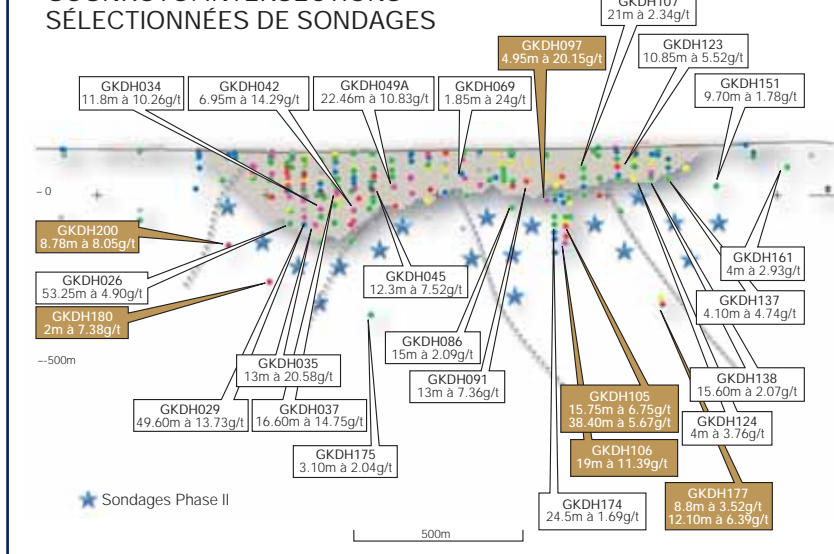 SÉLECTIONNÉES DE SONDAGES
GKDH107
21m à 2.34g/t
GKDH097
4.95m à 20.15g/t
GKDH123
10.85m à 5.52g/t
GKDH034
11.8m à 10.26g/t
GKDH042
6.95m à 14.29g/t
GKDH049A
22.46m à 10.83g/t
GKDH069
1.85m à 24g/t
GKDH151
9.70m à 1.78g/t
- 0
GKDH200
8.78m à 8.05g/t
GKDH026
53.25m à 4.90g/t
GKDH180
2m à 7.38g/t
GKDH045
12.3m à 7.52g/t
GKDH161
4m à 2.93g/t
GKDH137
4.10m à 4.74g/t
--500m
GKDH086
15m à 2.09g/t
GKDH035
13m à 20.58g/t
GKDH091
13m à 7.36g/t
GKDH138
15.60m à 2.07g/t
GKDH029
49.60m à 13.73g/t
GKDH037
16.60m à 14.75g/t
GKDH105
15.75m à 6.75g/t
38.40m à 5.67g/t
GKDH124
4m à 3.76g/t
GKDH175
3.10m à 2.04g/t
GKDH106
19m à 11.39g/t
GKDH174
24.5m à 1.69g/t
GKDH177
8.8m à 3.52g/t
12.10m à 6.39g/t
Sondages Phase II
500m